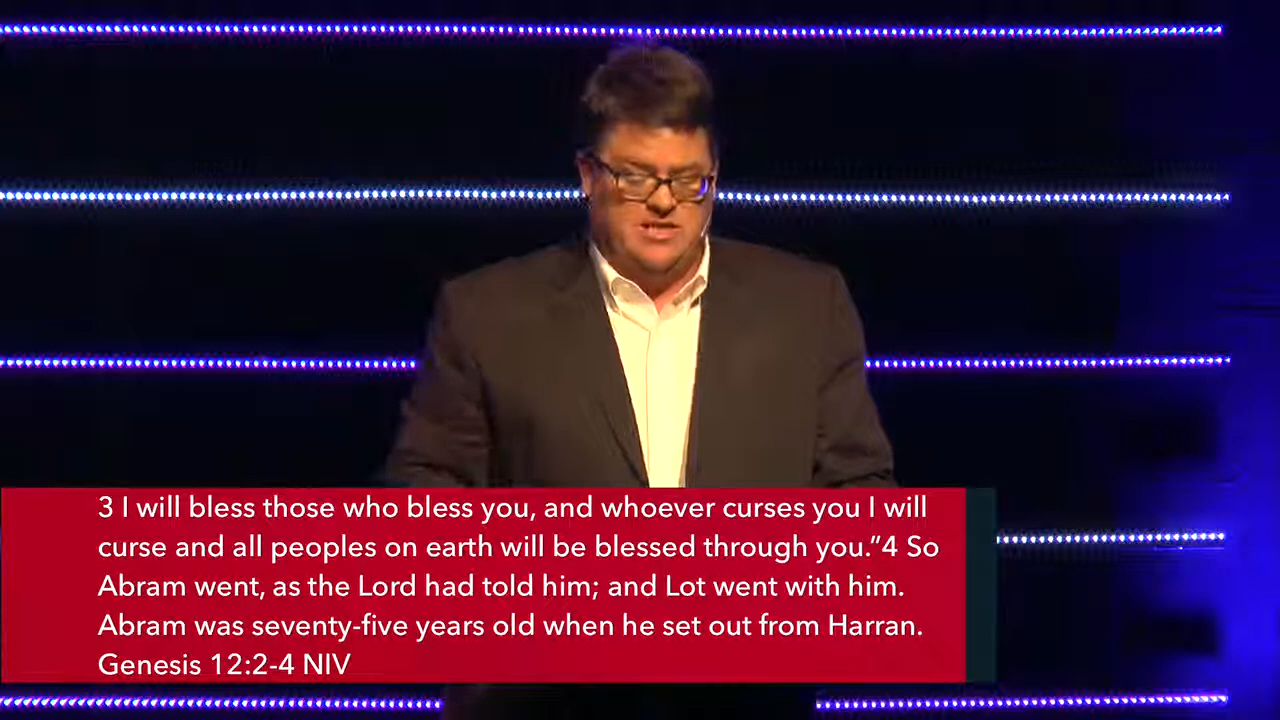 3 I will bless those who bless you, and whoever curses you I will
curse and all peoples on earth will be blessed through you.”4 So
Abram went, as the Lord had told him; and Lot went with him.
Abram was seventy-five years old when he set out from Harran.
Genesis 12:2-4 NIV